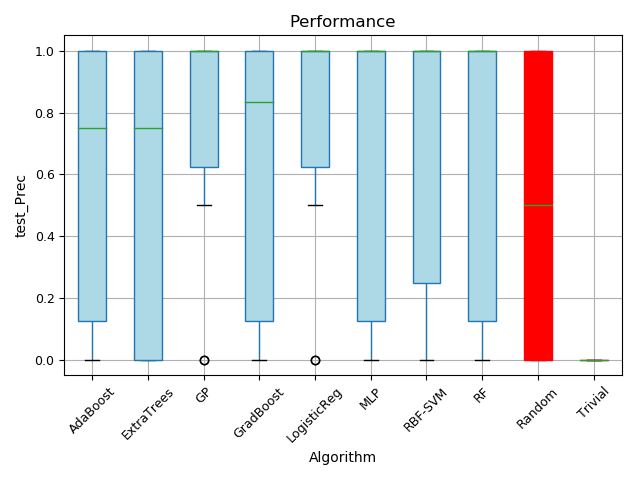 Performance
test_Prec
1.0
0.8
0.6
0.4
0.2
0.0
AdaBoost
ExtraTrees
GP
GradBoost
LogisticReg
MLP
RBF-SVM
RF
Random
Trivial
Algorithm